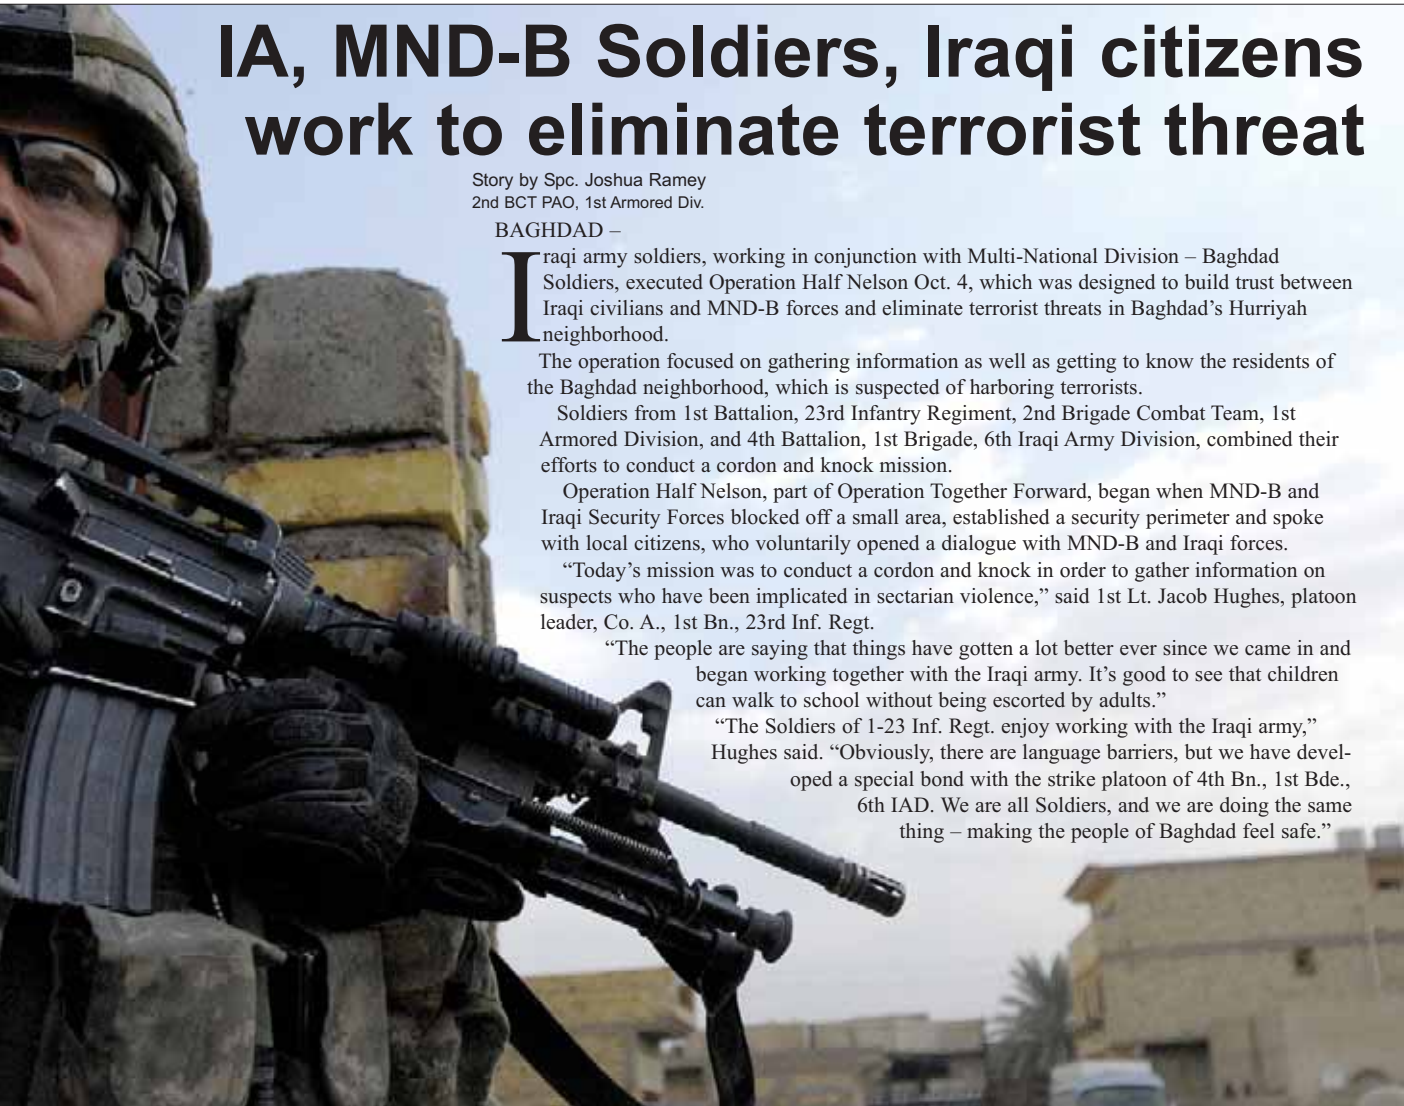 IA, MND-B Soldiers, Iraqi citizens
work to eliminate terrorist threat
Story by Spc. Joshua Ramey
2nd BCT PAO, 1st Armored Div.
BAGHDAD –
Iraqi army soldiers, working in conjunction with Multi-National Division – Baghdad
Soldiers, executed Operation Half Nelson Oct. 4, which was designed to build trust between
Iraqi civilians and MND-B forces and eliminate terrorist threats in Baghdad’s Hurriyah
neighborhood.
The operation focused on gathering information as well as getting to know the residents of
the Baghdad neighborhood, which is suspected of harboring terrorists.
Soldiers from 1st Battalion, 23rd Infantry Regiment, 2nd Brigade Combat Team, 1st
Armored Division, and 4th Battalion, 1st Brigade, 6th Iraqi Army Division, combined their
efforts to conduct a cordon and knock mission.
Operation Half Nelson, part of Operation Together Forward, began when MND-B and
Iraqi Security Forces blocked off a small area, established a security perimeter and spoke
with local citizens, who voluntarily opened a dialogue with MND-B and Iraqi forces.
“Today’s mission was to conduct a cordon and knock in order to gather information on
suspects who have been implicated in sectarian violence,” said 1st Lt. Jacob Hughes, platoon
leader, Co. A., 1st Bn., 23rd Inf. Regt.
“The people are saying that things have gotten a lot better ever since we came in and
began working together with the Iraqi army. It’s good to see that children
can walk to school without being escorted by adults.”
“The Soldiers of 1-23 Inf. Regt. enjoy working with the Iraqi army,”
Hughes said. “Obviously, there are language barriers, but we have devel-
oped a special bond with the strike platoon of 4th Bn., 1st Bde.,
6th IAD. We are all Soldiers, and we are doing the same
thing – making the people of Baghdad feel safe.”